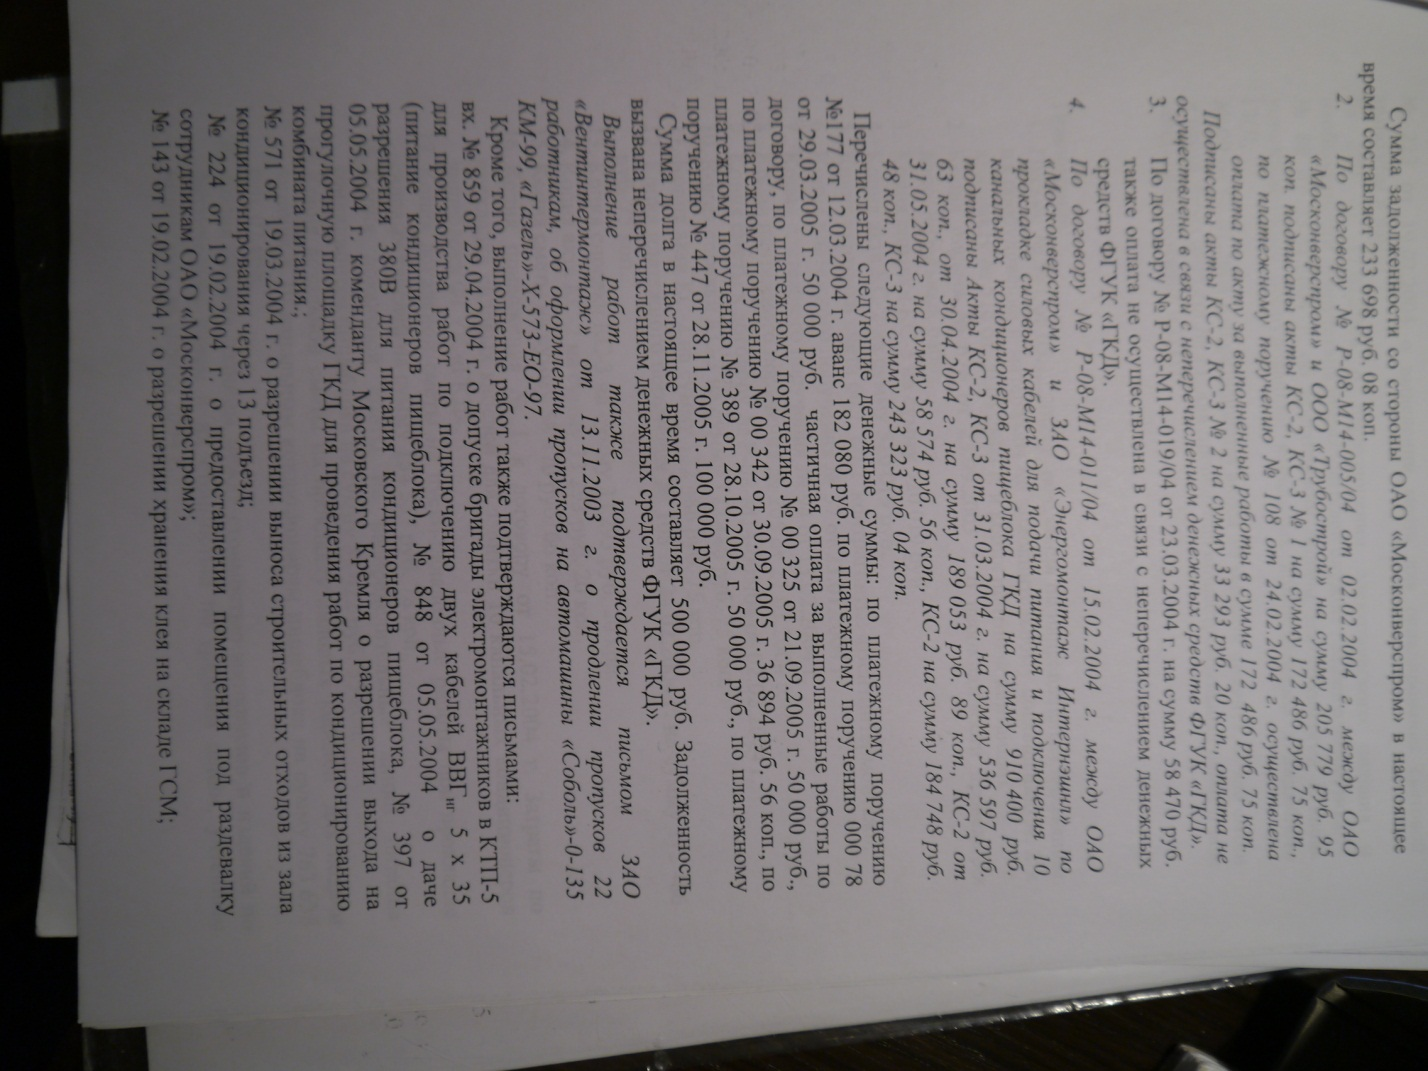 Сумма задолженности со стороны ОАО «Москонверспром» в настоящее
время составляет 233 698 руб. 08 коп.
2. По договору № Р-08-М14-005/04 от 02.02.2004 г. между ОАО
«Москонверспром» и ООО «Трубострой» на сумму 205 779 руб. 95
коп. подписаны акты КС-2, КС-3 № 1 на сумму 172 486 руб. 75 коп.,
по платежному поручению № 108 от 24.02.2004 г. осуществлена
оплата по акту за выполненные работы в сумме 172 486 руб. 75 коп.
Подписаны акты КС-2, КС-3 № 2 на сумму 33 293 руб. 20 коп., оплата не
осуществлена в связи с неперечислением денежных средств ФГУК «ГКД».
3. По договору № Р-08-М14-019/04 от 23.03.2004 г. на сумму 58 470 руб.
также оплата не осуществлена в связи с неперечислением денежных
средств ФГУК «ГКД».
4. По договору № Р-08-М14-011/04 от 15.02.2004 г. между ОАО
«Москонверспром» и ЗАО «Энергомонтаж Интернэшнл» по
прокладке силовых кабелей для подачи питания и подключения 10
канальных кондиционеров пищеблока ГКД на сумму 910 400 руб.
подписаны Акты КС-2, КС-3 от 31.03.2004 г. на сумму 536 597 руб.
63 коп., от 30.04.2004 г. на сумму 189 053 руб. 89 коп., КС-2 от
31.05.2004 г. на сумму 58 574 руб. 56 коп., КС-2 на сумму 184 748 руб.
48 коп., КС-3 на сумму 243 323 руб. 04 коп.
Перечислены следующие денежные суммы: по платежному поручению
№177 от 12.03.2004 г. аванс 182 080 руб. по платежному поручению 000 78
от 29.03.2005 г. 50 000 руб. частичная оплата за выполненные работы по
договору, по платежному поручению № 00 325 от 21.09.2005 г. 50 000 руб.,
по платежному поручению № 00 342 от 30.09.2005 г. 36 894 руб. 56 коп., по
платежному поручению № 389 от 28.10.2005 г. 50 000 руб., по платежному
поручению № 447 от 28.11.2005 г. 100 000 руб.
Сумма долга в настоящее время составляет 500 000 руб. Задолженность
вызвана неперечислением денежных средств ФГУК «ГКД».
Выполнение работ также подтверждается письмом ЗАО
«Вентинтермонтаж» от 13.11.2003 г. о продлении пропусков 22
работникам, об оформлении пропусков на автомашины «Соболь»-0-135
КМ-99, «Газель»-Х-573-ЕО-97.
Кроме того, выполнение работ также подтверждаются письмами:
вх. № 859 от 29.04.2004 г. о допуске бригады электромонтажников в КТП-5
для производства работ по подключению двух кабелей ВВГнг 5 х 35
(питание кондиционеров пищеблока), № 848 от 05.05.2004 о даче
разрешения 380В для питания кондиционеров пищеблока, № 397 от
05.05.2004 г. коменданту Московского Кремля о разрешении выхода на
прогулочную площадку ГКД для проведения работ по кондиционированию
комбината питания.;
№ 571 от 19.03.2004 г. о разрешении выноса строительных отходов из зала
кондиционирования через 13 подъезд;
№ 224 от 19.02.2004 г. о предоставлении помещения под раздевалку
сотрудникам ОАО «Москонверспром»;
№ 143 от 19.02.2004 г. о разрешении хранения клея на складе ГСМ;